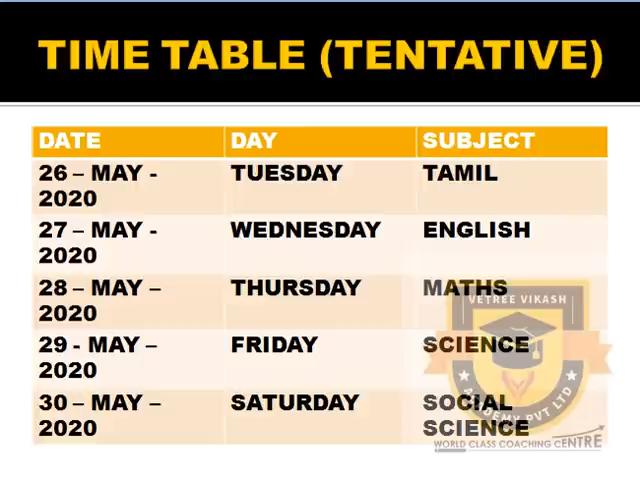 TIME TABLE (TENTATIVE)
DATE DAY SUBJECT
26 – MAY - TUESDAY TAMIL
2020
27 – MAY - WEDNESDAY ENGLISH
2020
28 – MAY – THURSDAY MATHS
2020
29 - MAY – FRIDAY SCIENCE
2020
30 – MAY – SATURDAY SOCIAL
2020 SCIENCE
VETREE VIKASH
ACADEMY PVT LTD
WORLD CLASS COACHING CENTRE